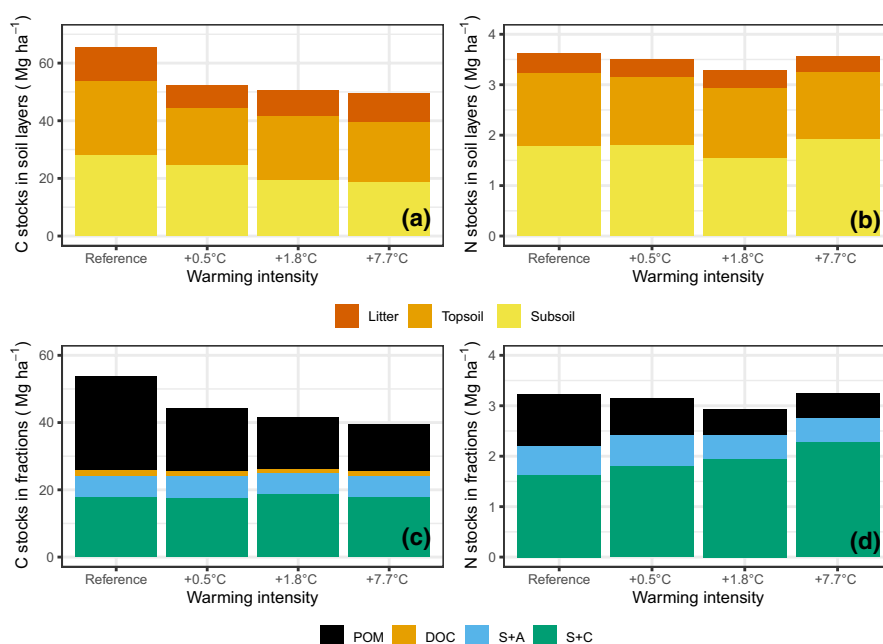 C stocks in soil layers ( Mg ha⁻¹)
60
40
20
0
(a)
Reference +0.5°C +1.8°C +7.7°C
Warming intensity
N stocks in soil layers ( Mg ha⁻¹)
4
3
2
1
0
(b)
Reference +0.5°C +1.8°C +7.7°C
Warming intensity
Litter Topsoil Subsoil
C stocks in fractions ( Mg ha⁻¹)
60
40
20
0
(c)
Reference +0.5°C +1.8°C +7.7°C
Warming intensity
N stocks in fractions ( Mg ha⁻¹)
4
3
2
1
0
(d)
Reference +0.5°C +1.8°C +7.7°C
Warming intensity
POM DOC S+A S+C